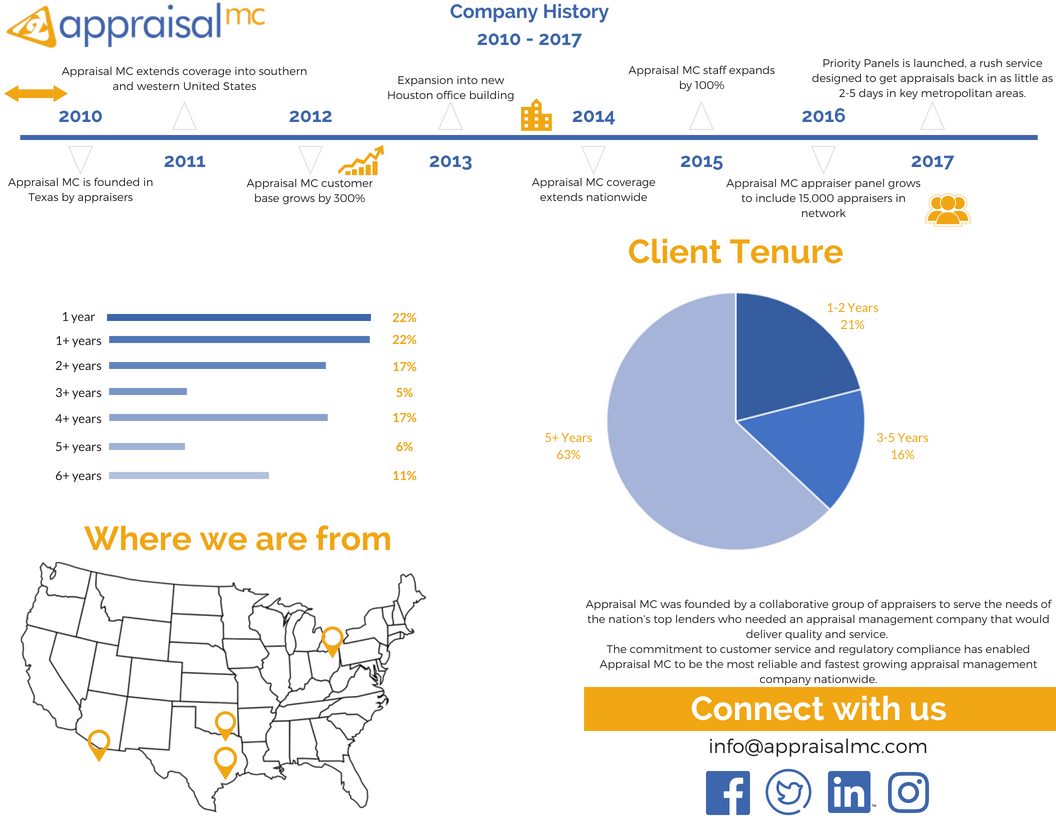 appraisal mc
Company History
2010 - 2017
Appraisal MC extends coverage into southern
and western United States
Expansion into new
Houston office building
Appraisal MC staff expands
by 100%
Priority Panels is launched, a rush service
designed to get appraisals back in as little as
2-5 days in key metropolitan areas.
2010
2012
2014
2016
2011
2013
2015
2017
Appraisal MC is founded in
Texas by appraisers
Appraisal MC customer
base grows by 300%
Appraisal MC coverage
extends nationwide
Appraisal MC appraiser panel grows
to include 15,000 appraisers in
network
1 year 22%
1+ years 22%
2+ years 17%
3+ years 5%
4+ years 17%
5+ years 6%
6+ years 11%
Client Tenure
1-2 Years
21%
5+ Years
63%
3-5 Years
16%
Where we are from
Appraisal MC was founded by a collaborative group of appraisers to serve the needs of
the nation's top lenders who needed an appraisal management company that would
deliver quality and service.
The commitment to customer service and regulatory compliance has enabled
Appraisal MC to be the most reliable and fastest growing appraisal management
company nationwide.
Connect with us
info@appraisalmc.com
f
in